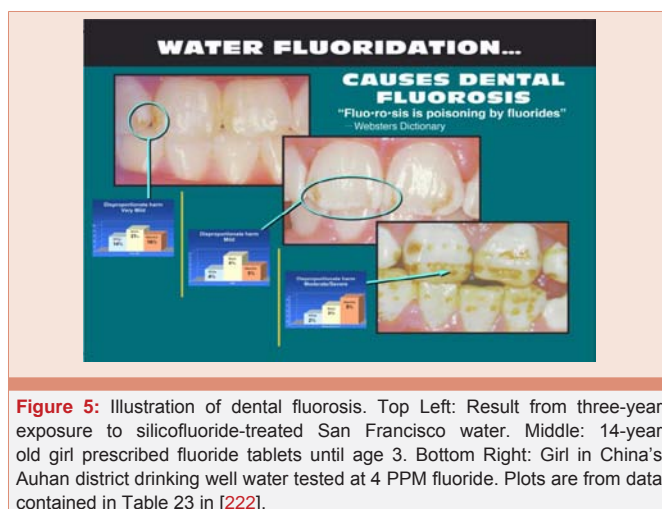 WATER FLUORIDATION...
CAUSES DENTAL
FLUOROSIS
"Fluo·ro·sis is poisoning by fluorides"
Websters Dictionary
Disproportionate harm
Very Mild
Disproportionate harm
Mild
Disproportionate harm
Moderate/Severe
Figure 5: Illustration of dental fluorosis. Top Left: Result from three-year
exposure to silicofluoride-treated San Francisco water. Middle: 14-year
old girl prescribed fluoride tablets until age 3. Bottom Right: Girl in China's
Auhan district drinking well water tested at 4 PPM fluoride. Plots are from data
contained in Table 23 in [222].